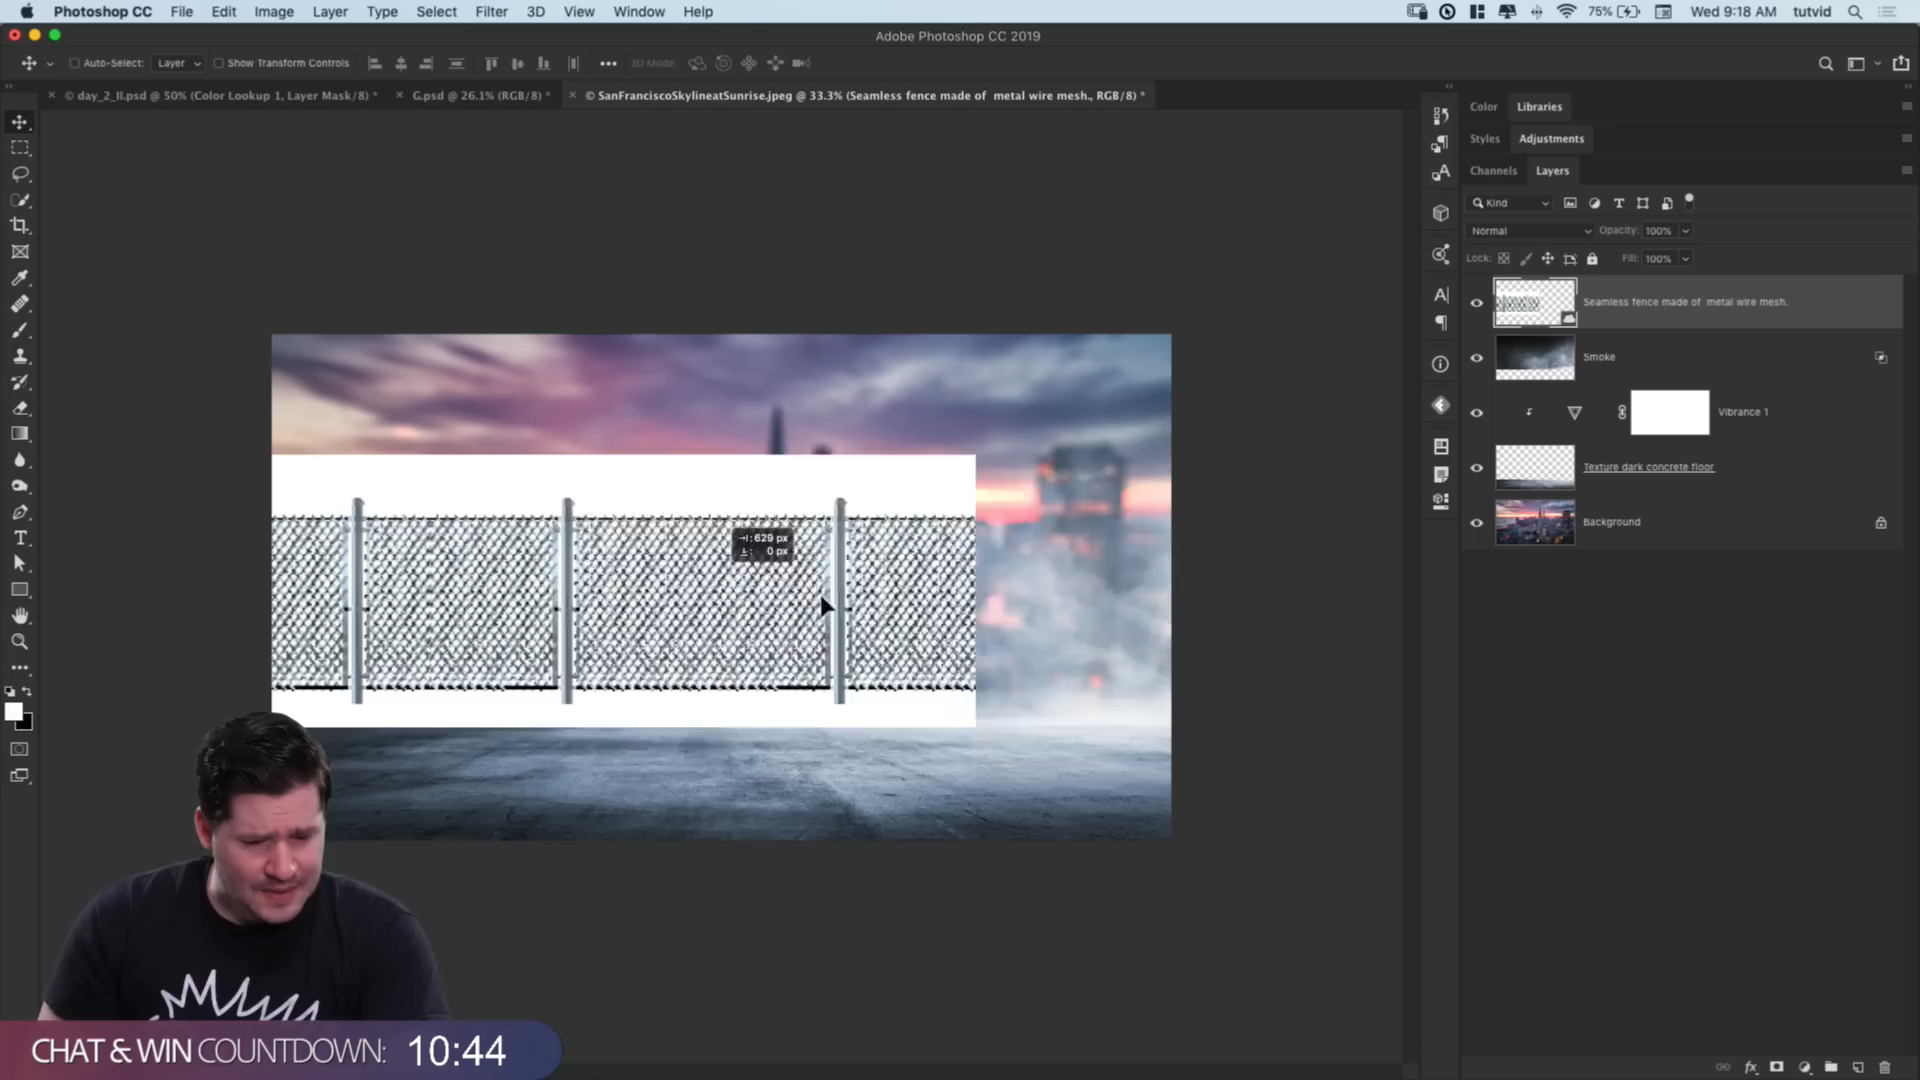 Photoshop CC File Edit Image Layer Type Select Filter 3D View Window Help 75% Wed 9:18 AM tutvid
Adobe Photoshop CC 2019
Auto-Select: Layer Show Transform Controls 3D Mode:
© day_2_II.psd @ 50% (Color Lookup 1, Layer Mask/8) * G.psd @ 26.1% (RGB/8) * © SanFranciscoSkylineatSunrise.jpeg @ 33.3% (Seamless fence made of metal wire mesh., RGB/8) *
Color Libraries
Styles Adjustments
Channels Layers
Kind
Normal Opacity: 100%
Lock: Fill: 100%
Seamless fence made of metal wire mesh.
Smoke
Vibrance 1
Texture dark concrete floor
Background
629 px
0 px
CHAT & WIN COUNTDOWN: 10:44